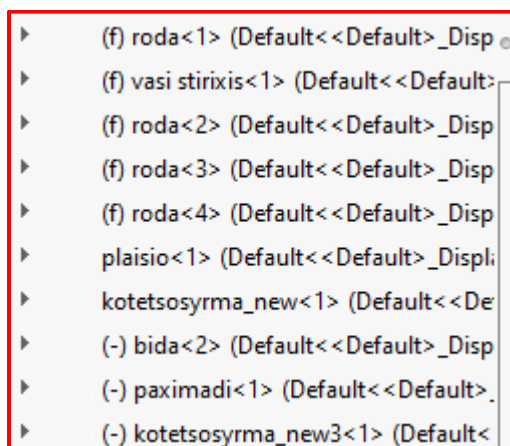 (f) roda<1> (Default<<Default>_Disp
(f) vasi stirixis<1> (Default<<Default>
(f) roda<2> (Default<<Default>_Disp
(f) roda<3> (Default<<Default>_Disp
(f) roda<4> (Default<<Default>_Disp
plaisio<1> (Default<<Default>_Displa
kotetsosyrma_new<1> (Default<<De
(-) bida<2> (Default<<Default>_Disp
(-) paximadi<1> (Default<<Default>_
(-) kotetsosyrma_new3<1> (Default<